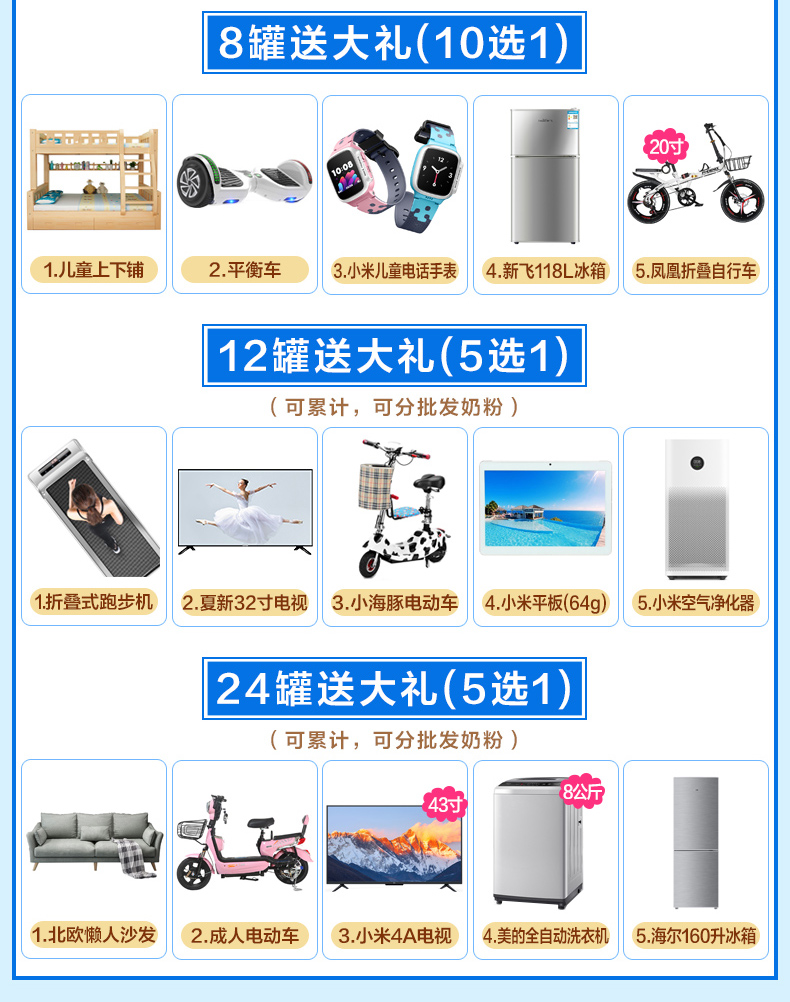 8罐送大礼(10选1)
20寸
1.儿童上下铺
2.平衡车
3.小米儿童电话手表
4.新飞118L冰箱
5.凤凰折叠自行车
12罐送大礼(5选1)
(可累计，可分批发奶粉)
1.折叠式跑步机
2.夏新32寸电视
3.小海豚电动车
4.小米平板(64g)
5.小米空气净化器
24罐送大礼(5选1)
(可累计，可分批发奶粉)
43寸
8公斤
1.北欧懒人沙发
2.成人电动车
3.小米4A电视
4.美的全自动洗衣机
5.海尔160升冰箱